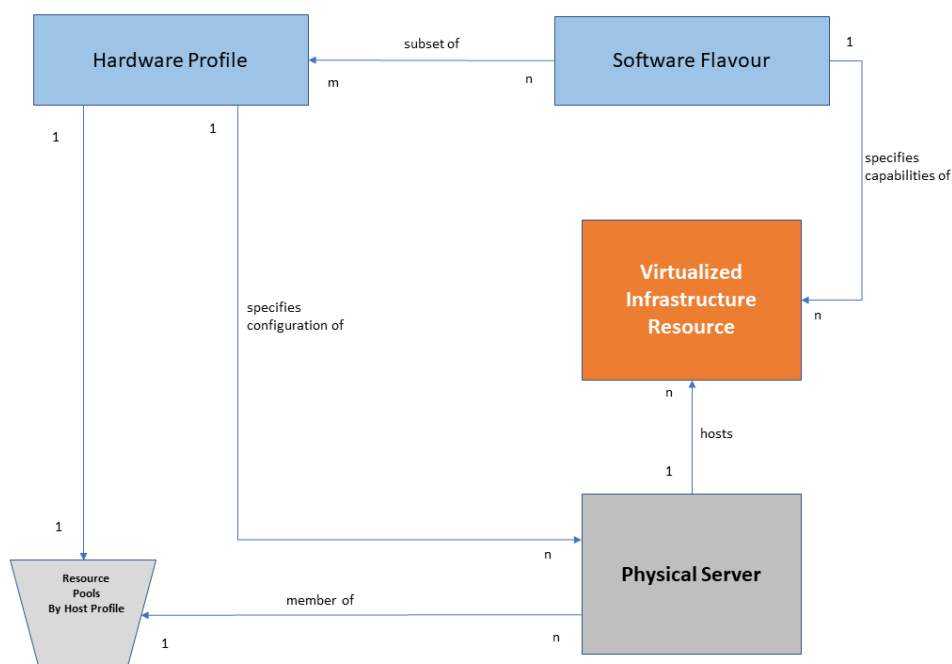 Hardware Profile
subset of
m
n
Software Flavour
1
1
1
specifies
capabilities of
Virtualized
Infrastructure
Resource
n
specifies
configuration of
n
hosts
1
1
n
Physical Server
Resource
Pools
By Host Profile
member of
1
n